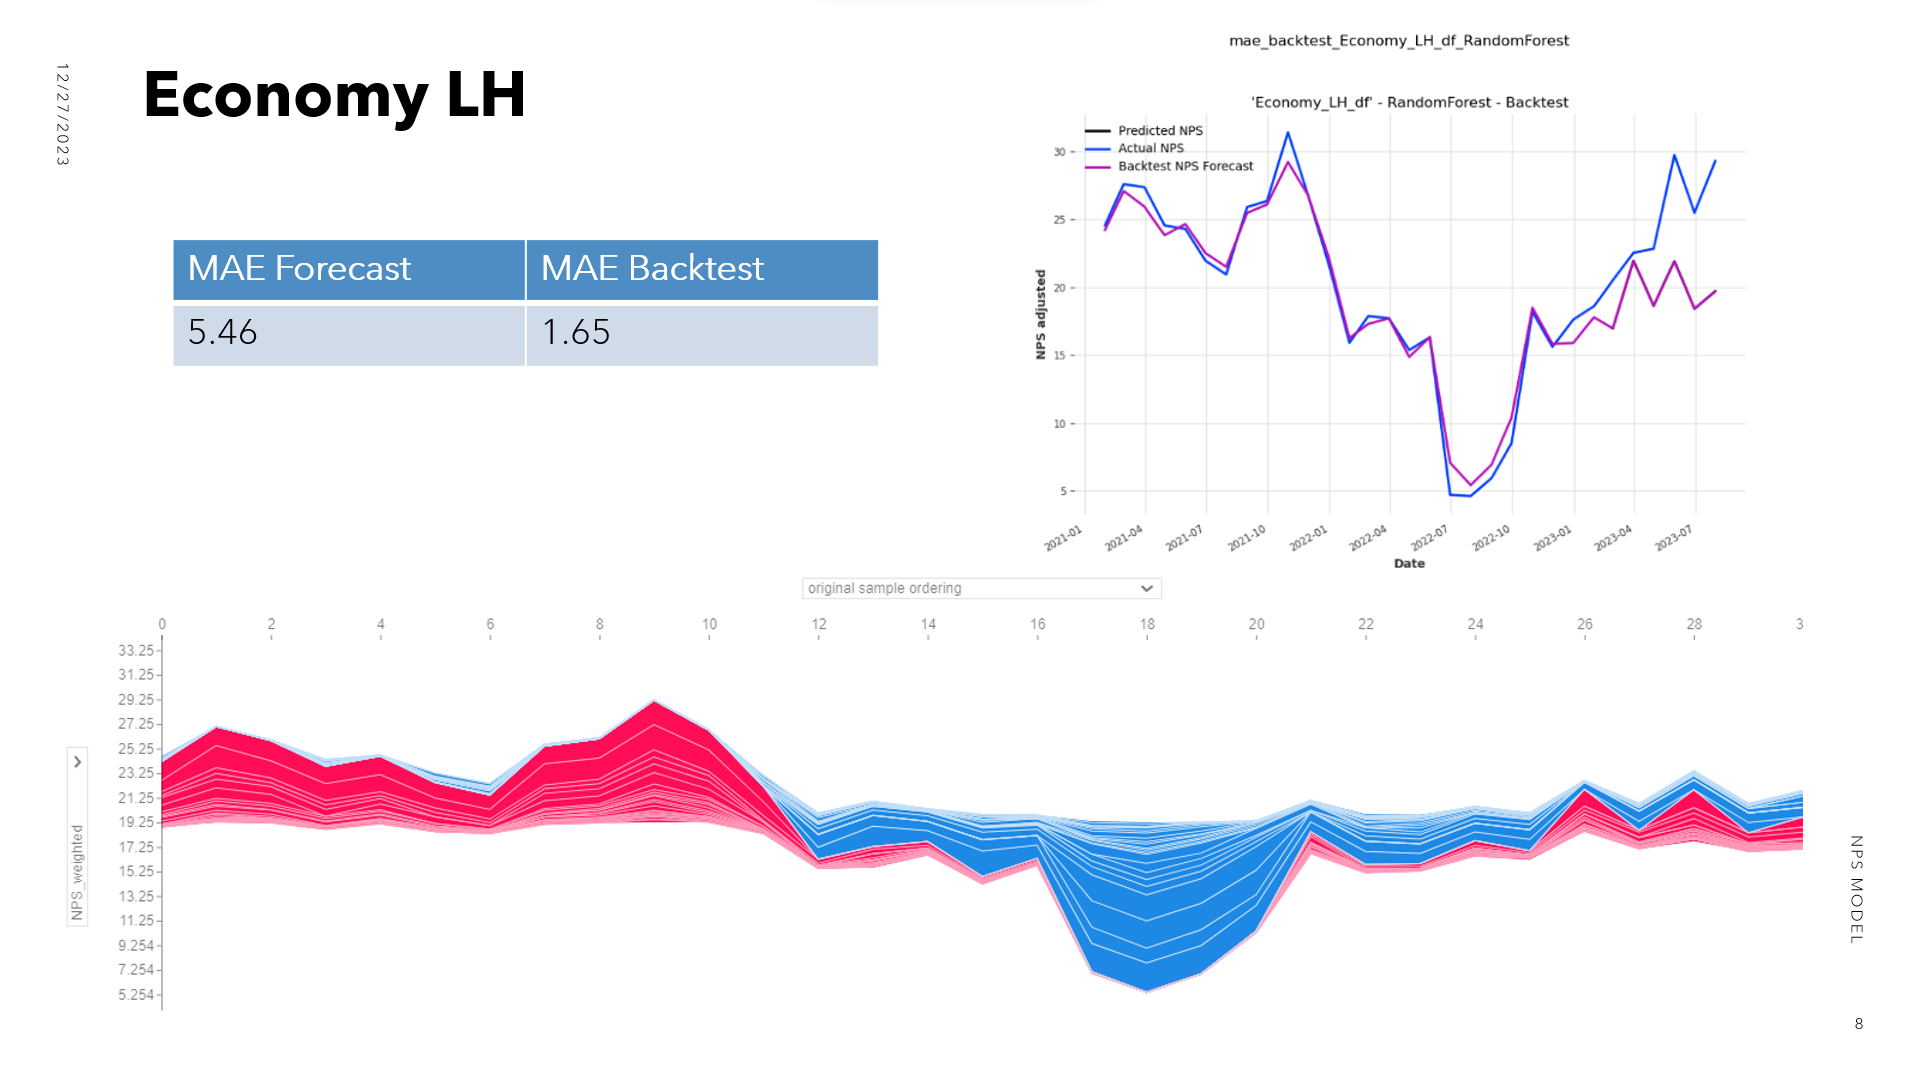 12/27/2023
Economy LH
MAE Forecast MAE Backtest
5.46 1.65
mae_backtest_Economy_LH_df_RandomForest
'Economy_LH_df' - RandomForest - Backtest
Predicted NPS
Actual NPS
Backtest NPS Forecast
30
25
20
15
10
5
NPS adjusted
2021-01 2021-04 2021-07 2021-10 2022-01 2022-04 2022-07 2022-10 2023-01 2023-04 2023-07
Date
original sample ordering
0 2 4 6 8 10 12 14 16 18 20 22 24 26 28 3
33.25
31.25
29.25
27.25
25.25
23.25
21.25
19.25
17.25
15.25
13.25
11.25
9.254
7.254
5.254
NPS_weighted
NPS MODEL
8